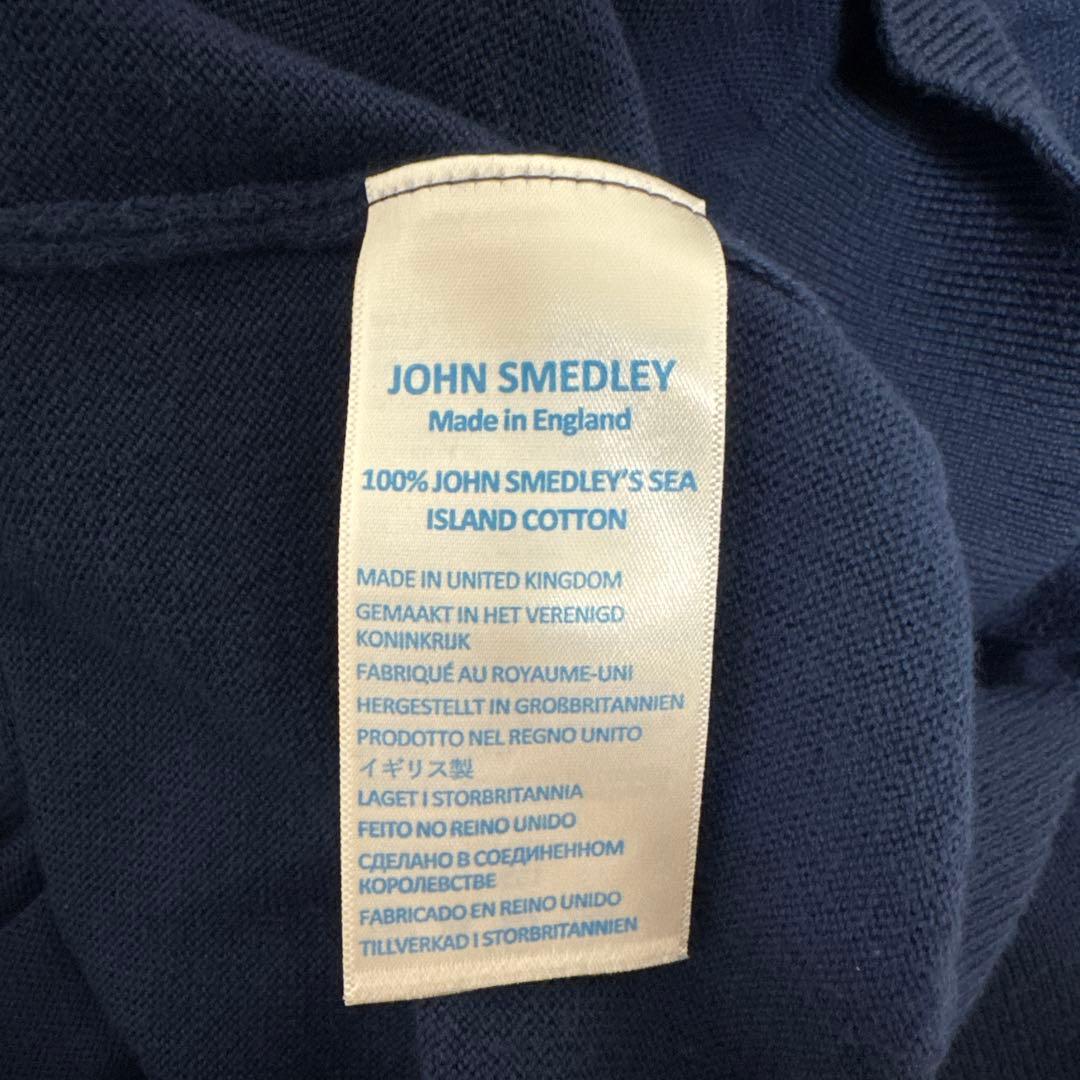 JOHN SMEDLEY
Made in England
100% JOHN SMEDLEY'S SEA
ISLAND COTTON
MADE IN UNITED KINGDOM
GEMAAKT IN HET VERENIGD
KONINKRIJK
FABRIQUÉ AU ROYAUME-UNI
HERGESTELLT IN GROßBRITANNIEN
PRODOTTO NEL REGNO UNITO
イギリス製
LAGET I STORBRITANNIA
FEITO NO REINO UNIDO
СДЕЛАНО В СОЕДИНЕННОМ
КОРОЛЕВСТВЕ
FABRICADO EN REINO UNIDO
TILLVERKAD I STORBRITANNIEN